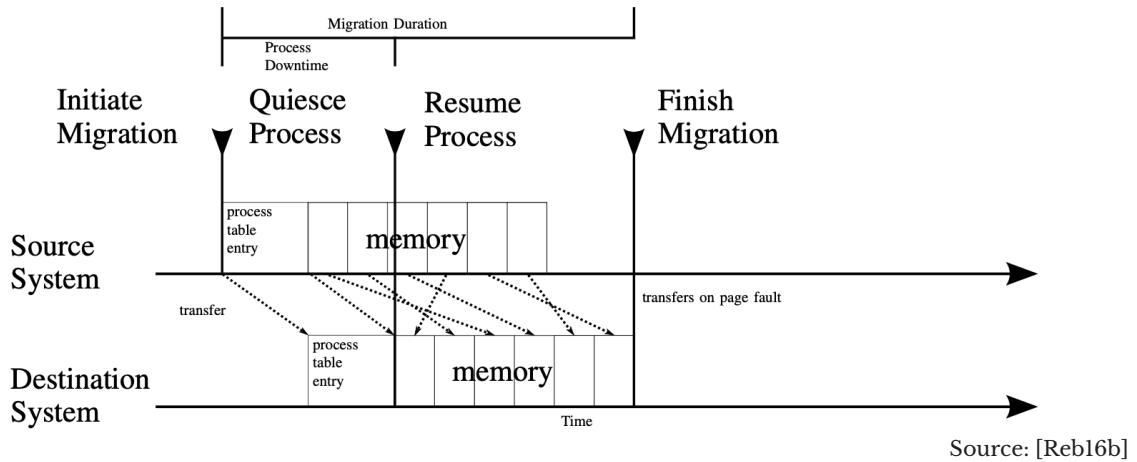 Migration Duration
Process
Downtime
Initiate
Migration
Quiesce
Process
Resume
Process
Finish
Migration
process
table
entry
memory
Source
System
transfer
transfers on page fault
process
table
entry
memory
Destination
System
Time
Source: [Reb16b]